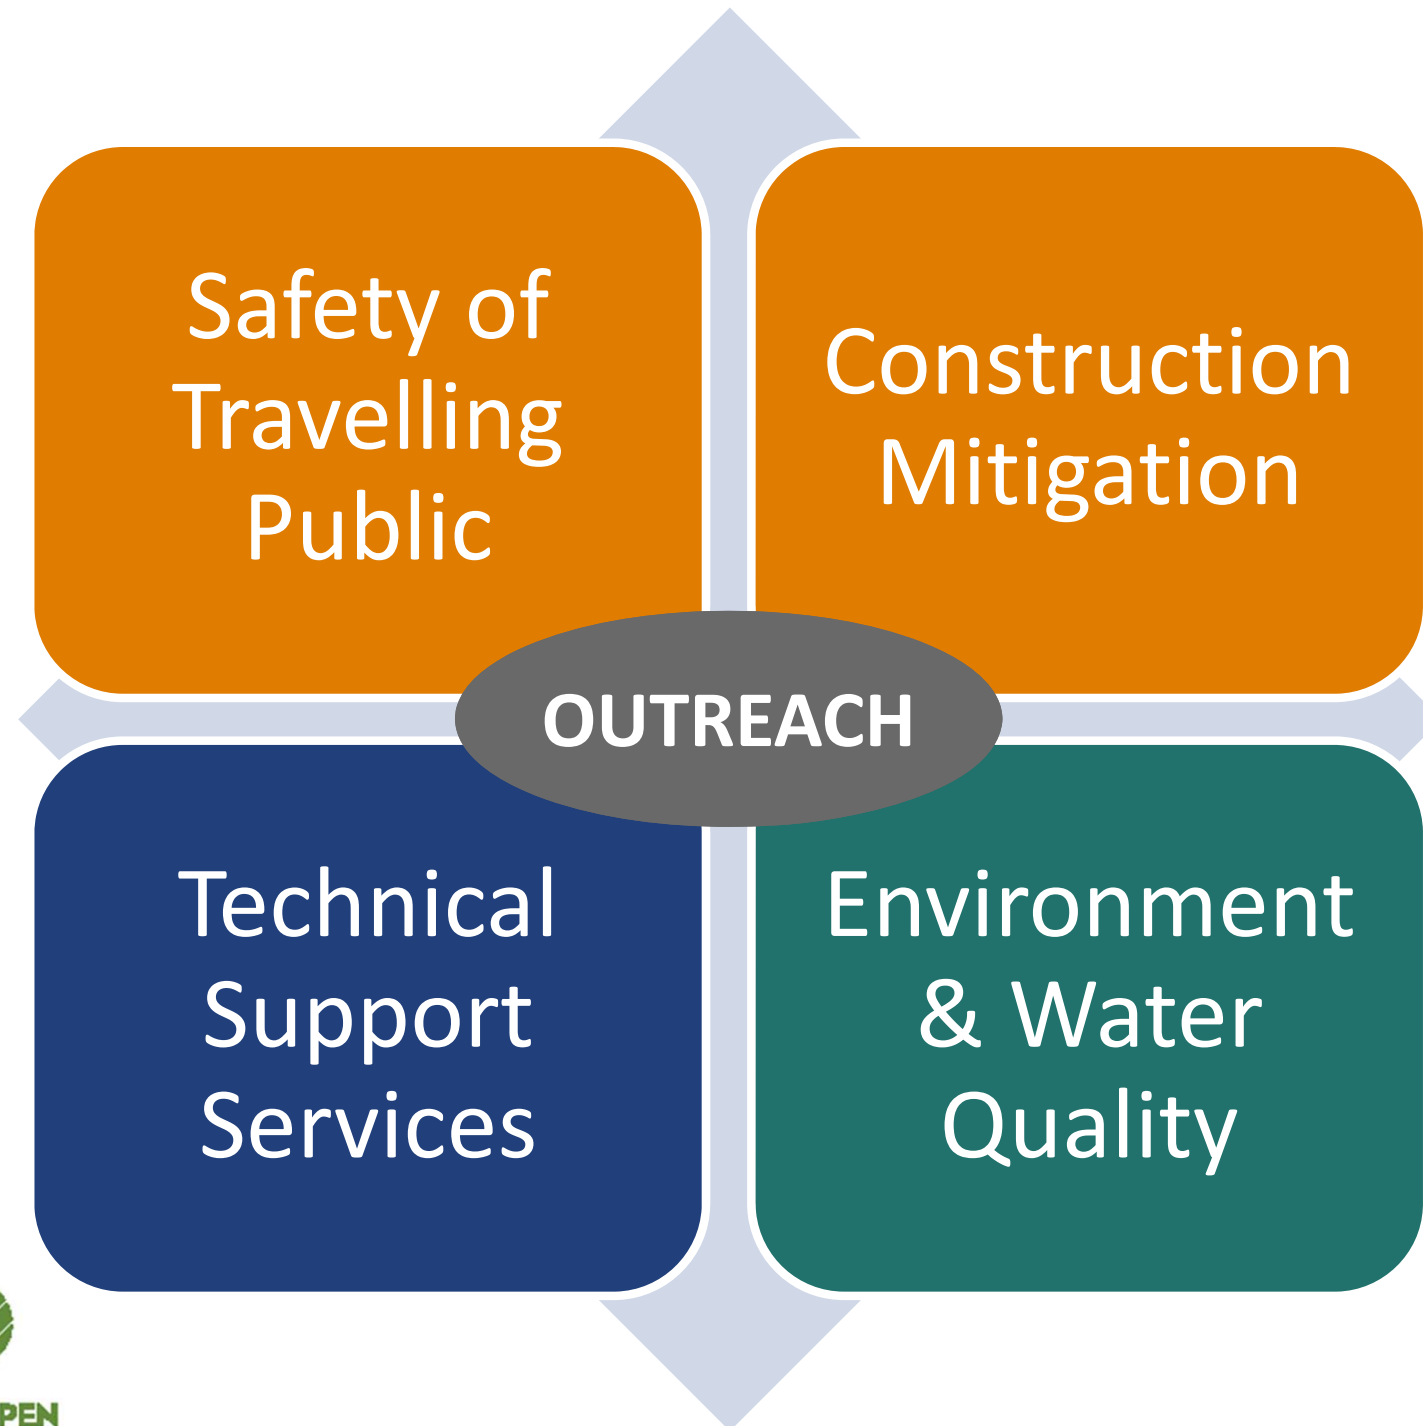 Safety of
Travelling
Public
Construction
Mitigation
OUTREACH
Technical
Support
Services
Environment
& Water
Quality